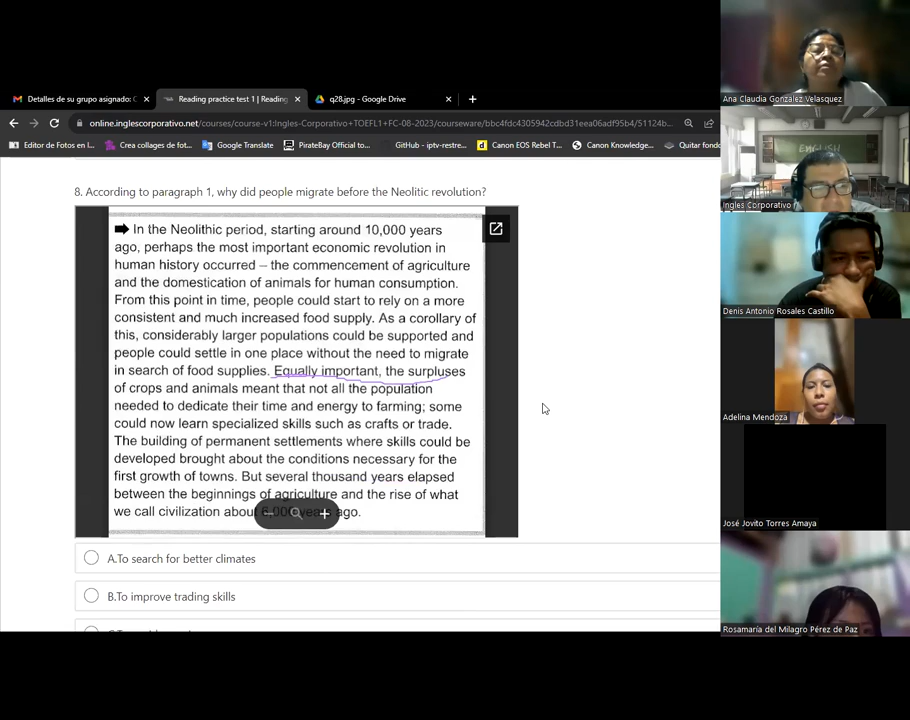 Detalles de su grupo asignado: C
Reading practice test 1 | Reading
q28.jpg - Google Drive
online.inglescorporativo.net/courses/course-v1:Ingles-Corporativo+TOEFL1+FC-08-2023/courseware/bbc4fdc4305942cdbd31eea06adf95b4/51124b...
Editor de Fotos en l...
Crea collages de fot...
Google Translate
PirateBay Official to...
GitHub - iptv-restre...
Canon EOS Rebel T...
Canon Knowledge...
Quitar fondo
8. According to paragraph 1, why did people migrate before the Neolitic revolution?
➡ In the Neolithic period, starting around 10,000 years
ago, perhaps the most important economic revolution in
human history occurred – the commencement of agriculture
and the domestication of animals for human consumption.
From this point in time, people could start to rely on a more
consistent and much increased food supply. As a corollary of
this, considerably larger populations could be supported and
people could settle in one place without the need to migrate
in search of food supplies. Equally important, the surpluses
of crops and animals meant that not all the population
needed to dedicate their time and energy to farming; some
could now learn specialized skills such as crafts or trade.
The building of permanent settlements where skills could be
developed brought about the conditions necessary for the
first growth of towns. But several thousand years elapsed
between the beginnings of agriculture and the rise of what
we call civilization about 6,000 years ago.
A.To search for better climates
B.To improve trading skills
Ana Claudia Gonzalez Velasquez
ENGLISH
Ingles Corporativo
Denis Antonio Rosales Castillo
Adelina Mendoza
José Jovito Torres Amaya
Rosamaría del Milagro Pérez de Paz